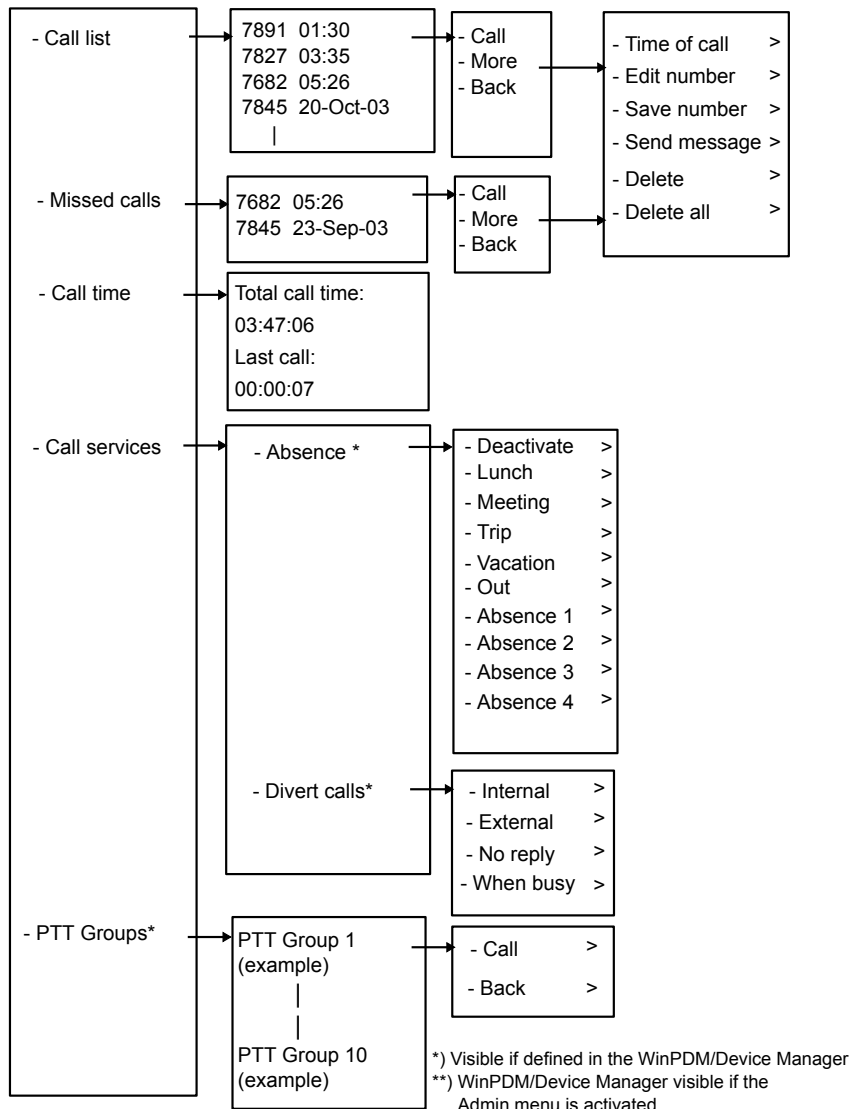 - Call list
7891 01:30
7827 03:35
7682 05:26
7845 20-Oct-03
|
- Call
- More
- Back
- Time of call >
- Edit number >
- Save number >
- Send message >
- Delete >
- Delete all >
- Missed calls
7682 05:26
7845 23-Sep-03
- Call
- More
- Back
- Call time
Total call time:
03:47:06
Last call:
00:00:07
- Call services
- Absence *
- Deactivate >
- Lunch >
- Meeting >
- Trip >
- Vacation >
- Out >
- Absence 1 >
- Absence 2 >
- Absence 3 >
- Absence 4 >
- Divert calls*
- Internal >
- External >
- No reply >
- When busy >
- PTT Groups*
PTT Group 1
(example)
|
|
PTT Group 10
(example)
- Call >
- Back >
*) Visible if defined in the WinPDM/Device Manager
**) WinPDM/Device Manager visible if the
Admin menu is activated